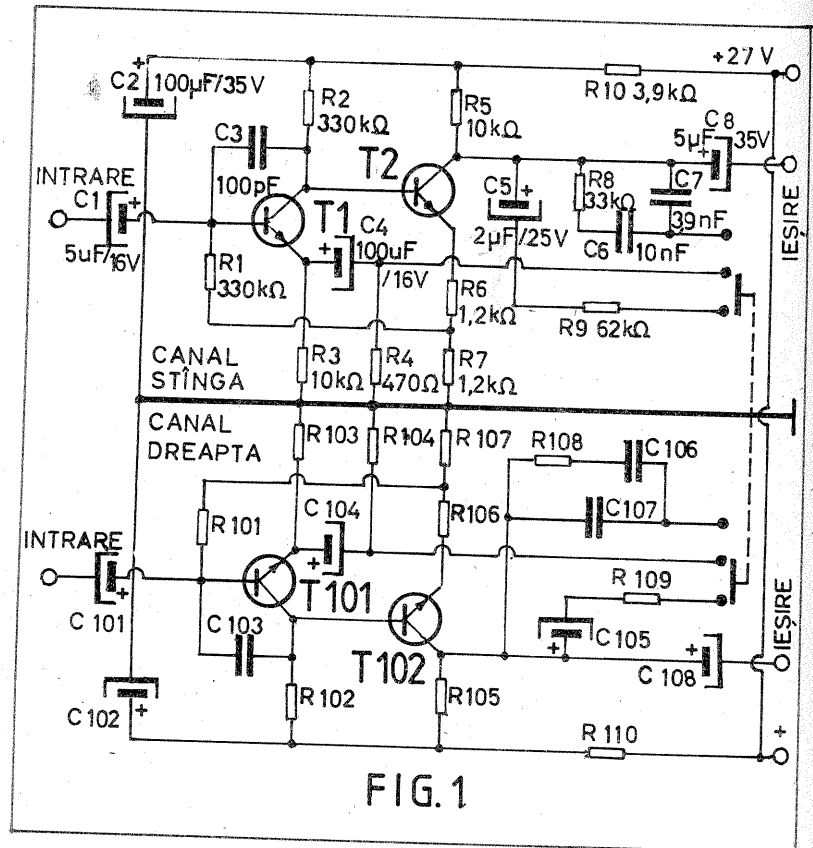 +27 V
C2 100µF/35V
R10 3,9kΩ
R2
330kΩ
R5
10kΩ
C8
5µF 35V
C3
100pF
T2
INTRARE
C1
5uF/16V
T1
C4
100uF
/16V
C5
2µF/25V
R8
33kΩ
C7
39nF
C6
10nF
IEȘIRE
R1
330kΩ
R6
1,2kΩ
R9 62kΩ
CANAL
STÎNGA
R3
10kΩ
R4
470Ω
R7
1,2kΩ
CANAL
DREAPTA
R103
R104
R107
R108
C106
C107
R101
C104
R106
INTRARE
C101
T101
R109
C103
T102
C105
IEȘIRE
C108
C102
R102
R105
R110
+
FIG.1